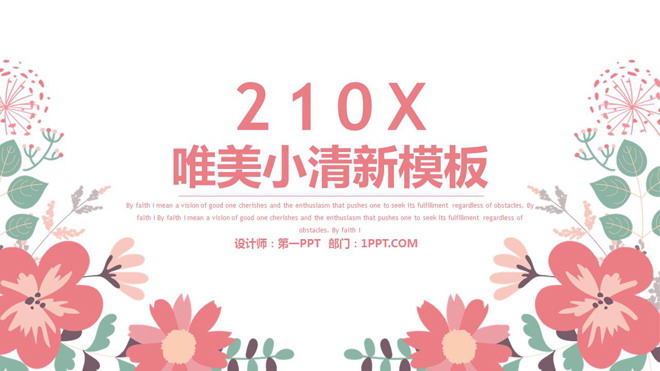 210X
唯美小清新模板
By faith I mean a vision of good one cherishes and the enthusiasm that pushes one to seek its fulfillment regardless of obstacles. By
faith I By faith I mean a vision of good one cherishes and the enthusiasm that pushes one to seek its fulfillment regardless of
obstacles. By faith I
设计师：第一PPT 部门：1PPT.COM